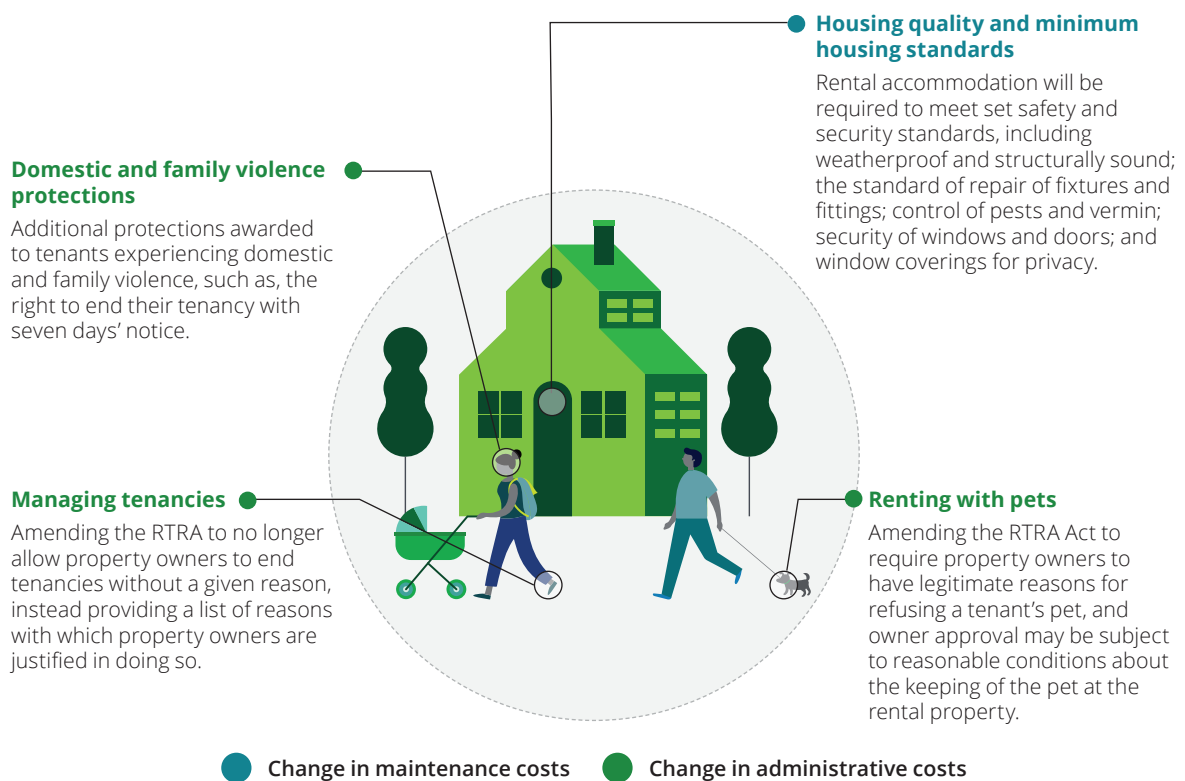 Housing quality and minimum
housing standards
Rental accommodation will be
required to meet set safety and
security standards, including
weatherproof and structurally sound;
the standard of repair of fixtures and
fittings; control of pests and vermin;
security of windows and doors; and
window coverings for privacy.
Domestic and family violence
protections
Additional protections awarded
to tenants experiencing domestic
and family violence, such as, the
right to end their tenancy with
seven days’ notice.
Managing tenancies
Amending the RTRA to no longer
allow property owners to end
tenancies without a given reason,
instead providing a list of reasons
with which property owners are
justified in doing so.
Renting with pets
Amending the RTRA Act to
require property owners to
have legitimate reasons for
refusing a tenant’s pet, and
owner approval may be subject
to reasonable conditions about
the keeping of the pet at the
rental property.
Change in maintenance costs
Change in administrative costs